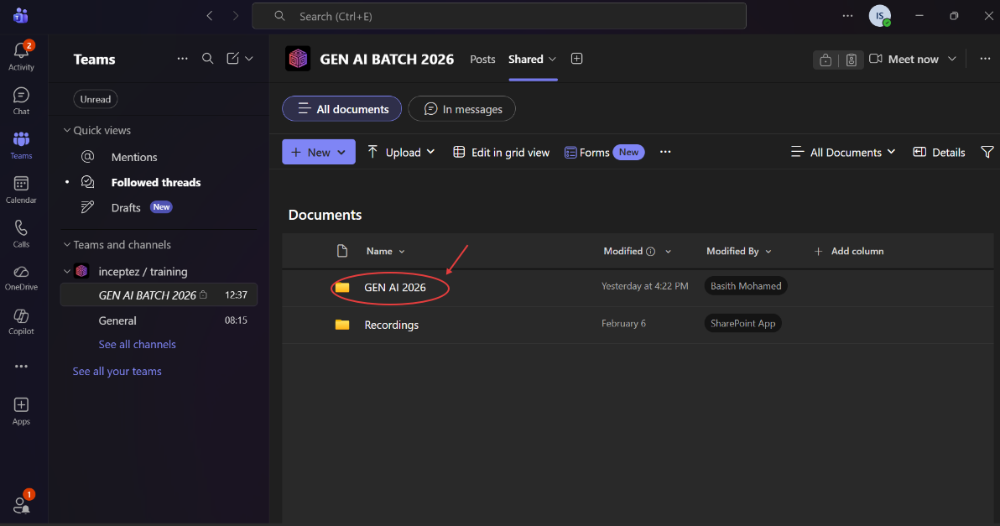 Search (Ctrl+E)
IS
2
Activity
Chat
Teams
Calendar
Calls
OneDrive
Copilot
Apps
1
Teams
Unread
Quick views
Mentions
Followed threads
Drafts New
Teams and channels
inceptez / training
GEN AI BATCH 2026 12:37
General 08:15
See all channels
See all your teams
GEN AI BATCH 2026 Posts Shared Meet now
All documents In messages
New Upload Edit in grid view Forms New All Documents Details
Documents
Name Modified Modified By Add column
GEN AI 2026 Yesterday at 4:22 PM Basith Mohamed
Recordings February 6 SharePoint App